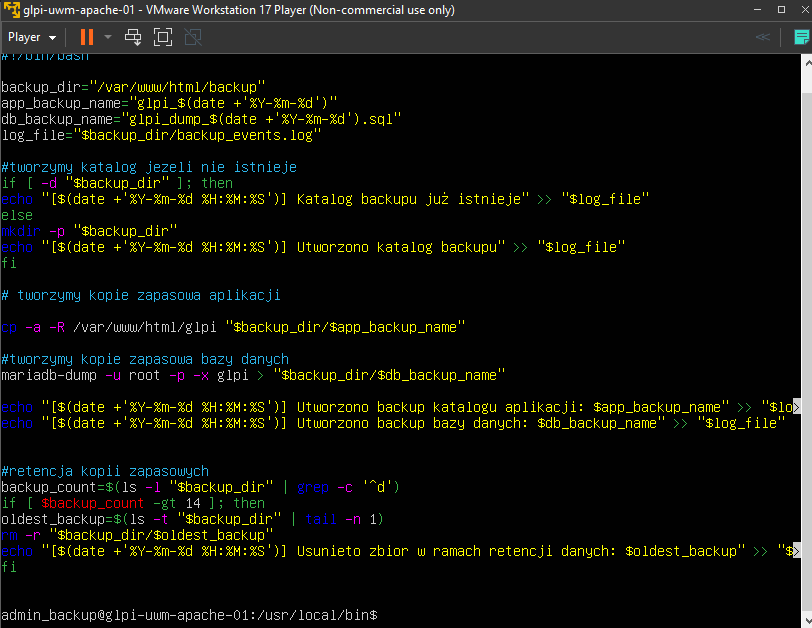 glpi-uwm-apache-01 - VMware Workstation 17 Player (Non-commercial use only)
Player
#!/bin/bash
backup_dir="/var/www/html/backup"
app_backup_name="glpi_$(date +'%Y-%m-%d')"
db_backup_name="glpi_dump_$(date +'%Y-%m-%d').sql"
log_file="$backup_dir/backup_events.log"
#tworzymy katalog jezeli nie istnieje
if [ -d "$backup_dir" ]; then
echo "[$(date +'%Y-%m-%d %H:%M:%S')] Katalog backupu już istnieje" >> "$log_file"
else
mkdir -p "$backup_dir"
echo "[$(date +'%Y-%m-%d %H:%M:%S')] Utworzono katalog backupu" >> "$log_file"
fi
# tworzymy kopie zapasowa aplikacji
cp -a -R /var/www/html/glpi "$backup_dir/$app_backup_name"
#tworzymy kopie zapasowa bazy danych
mariadb-dump -u root -p -x glpi > "$backup_dir/$db_backup_name"
echo "[$(date +'%Y-%m-%d %H:%M:%S')] Utworzono backup katalogu aplikacji: $app_backup_name" >> "$lo>
echo "[$(date +'%Y-%m-%d %H:%M:%S')] Utworzono backup bazy danych: $db_backup_name" >> "$log_file"
#retencja kopii zapasowych
backup_count=$(ls -l "$backup_dir" | grep -c '^d')
if [ $backup_count -gt 14 ]; then
oldest_backup=$(ls -t "$backup_dir" | tail -n 1)
rm -r "$backup_dir/$oldest_backup"
echo "[$(date +'%Y-%m-%d %H:%M:%S')] Usunieto zbior w ramach retencji danych: $oldest_backup" >> "$>
fi
admin_backup@glpi-uwm-apache-01:/usr/local/bin$